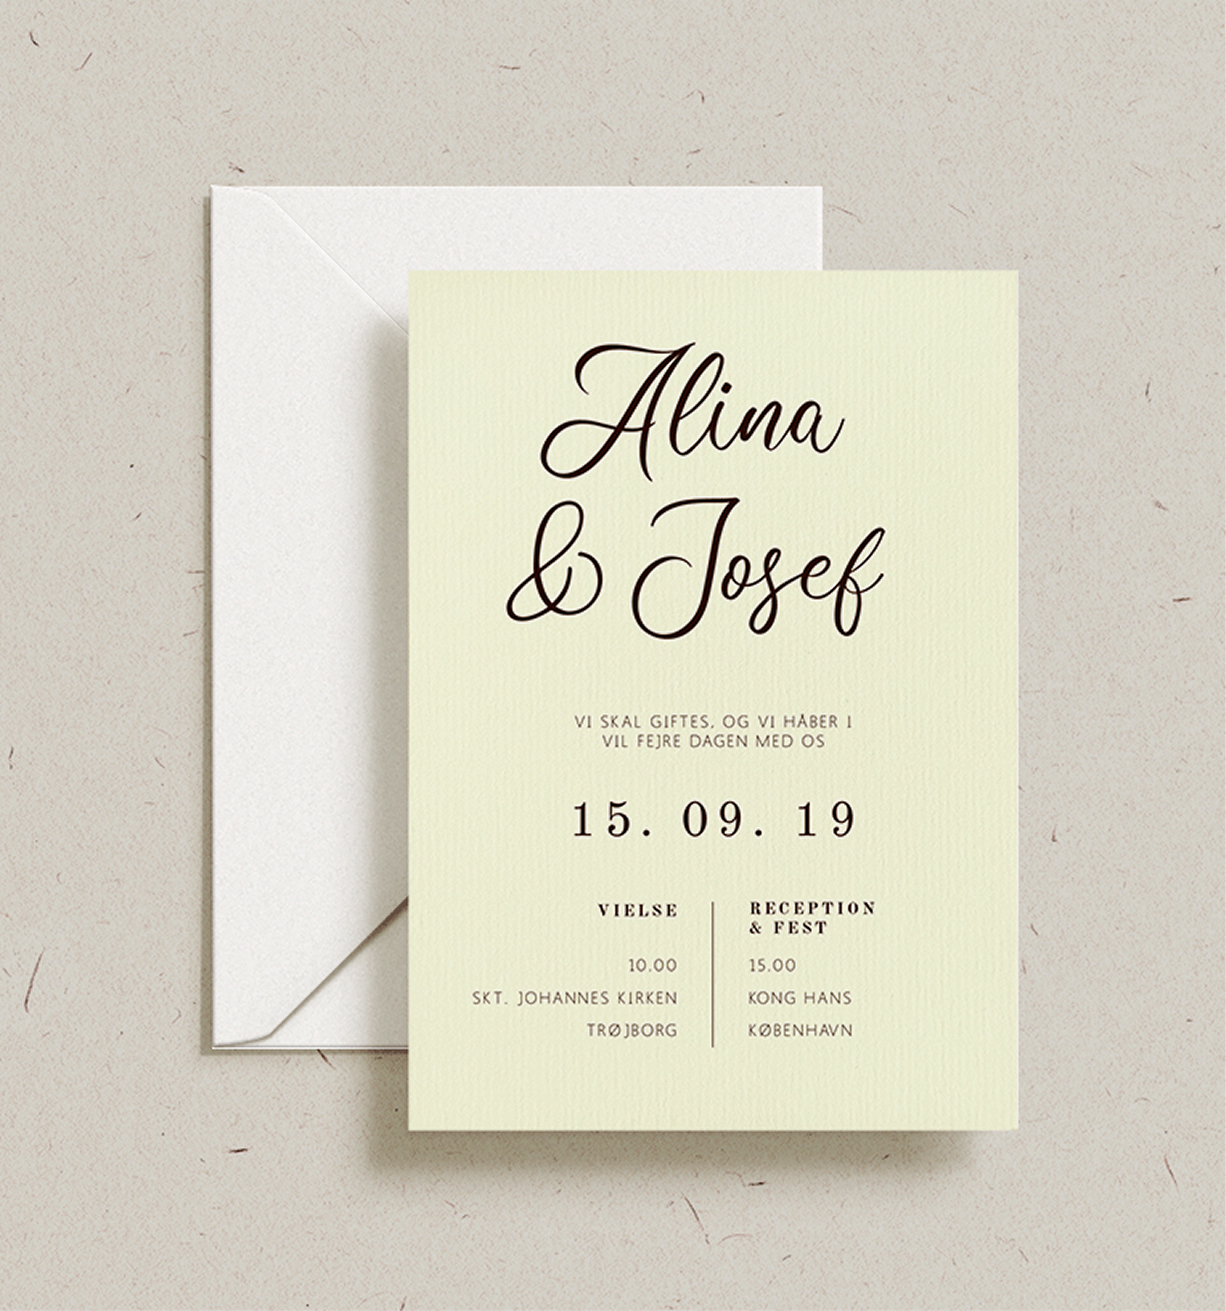 Alina
& Josef
VI SKAL GIFTES, OG VI HÅBER I
VIL FEJRE DAGEN MED OS
15. 09. 19
VIELSE
10.00
SKT. JOHANNES KIRKEN
TRØJBORG
RECEPTION
& FEST
15.00
KONG HANS
KØBENHAVN